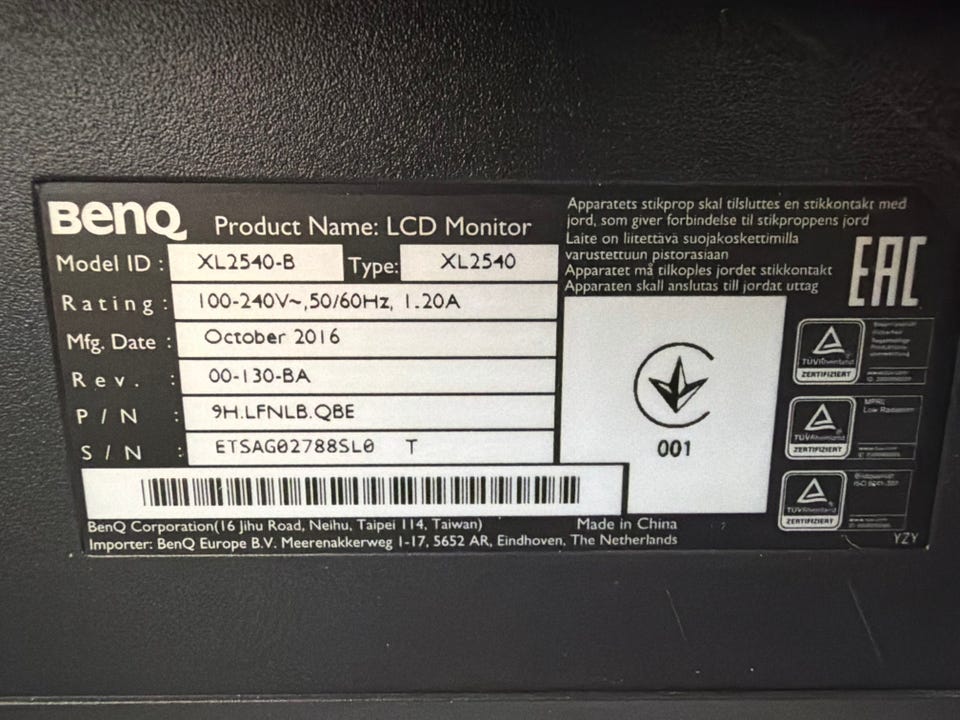 BenQ
Product Name: LCD Monitor
Model ID : XL2540-B Type: XL2540
Rating : 100-240V~,50/60Hz, 1.20A
Mfg. Date : October 2016
Rev. : 00-130-BA
P/N : 9H.LFNLB.QBE
S/N : ETSAG02788SL0 T
BenQ Corporation(16 Jihu Road, Neihu, Taipei 114, Taiwan)
Made in China
Importer: BenQ Europe B.V. Meerenakkerweg 1-17, 5652 AR, Eindhoven, The Netherlands
Apparatets stikprop skal tilsluttes en stikkontakt med
jord, som giver forbindelse til stikproppens jord
Laite on liitettävä suojakoskettimilla
varustettuun pistorasiaan
Apparatet må tilkoples jordet stikkontakt
Apparaten skall anslutas till jordat uttag
EAC
001
TÜVRheinland
ZERTIFIZIERT
TÜVRheinland
ZERTIFIZIERT
Low Radiation
TÜVRheinland
ZERTIFIZIERT
YZY